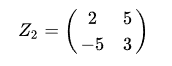 Z₂ = ( 2 5
−5 3 )